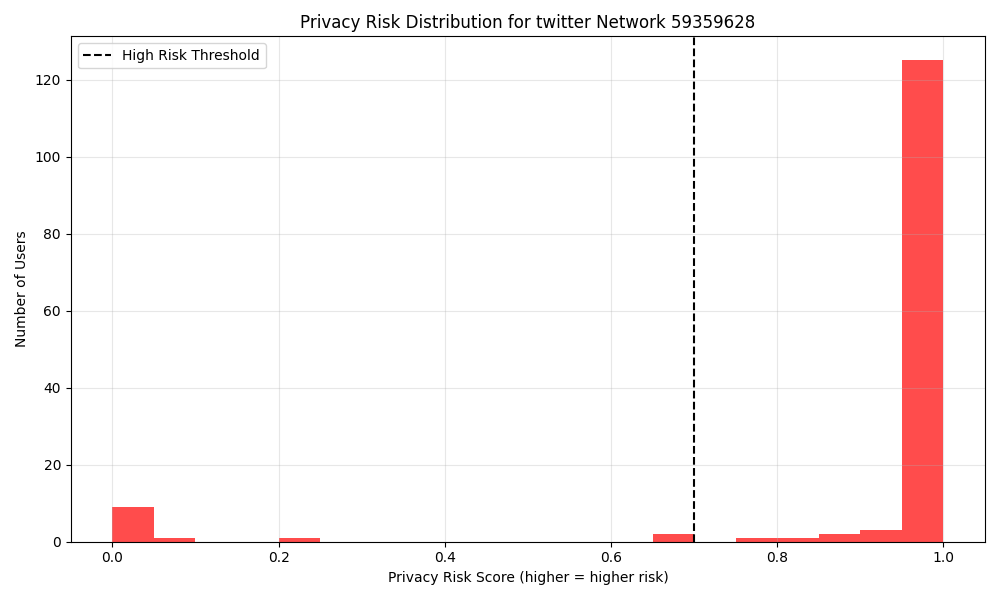 Privacy Risk Distribution for twitter Network 59359628
High Risk Threshold
120
100
80
60
40
20
0
Number of Users
0.0 0.2 0.4 0.6 0.8 1.0
Privacy Risk Score (higher = higher risk)